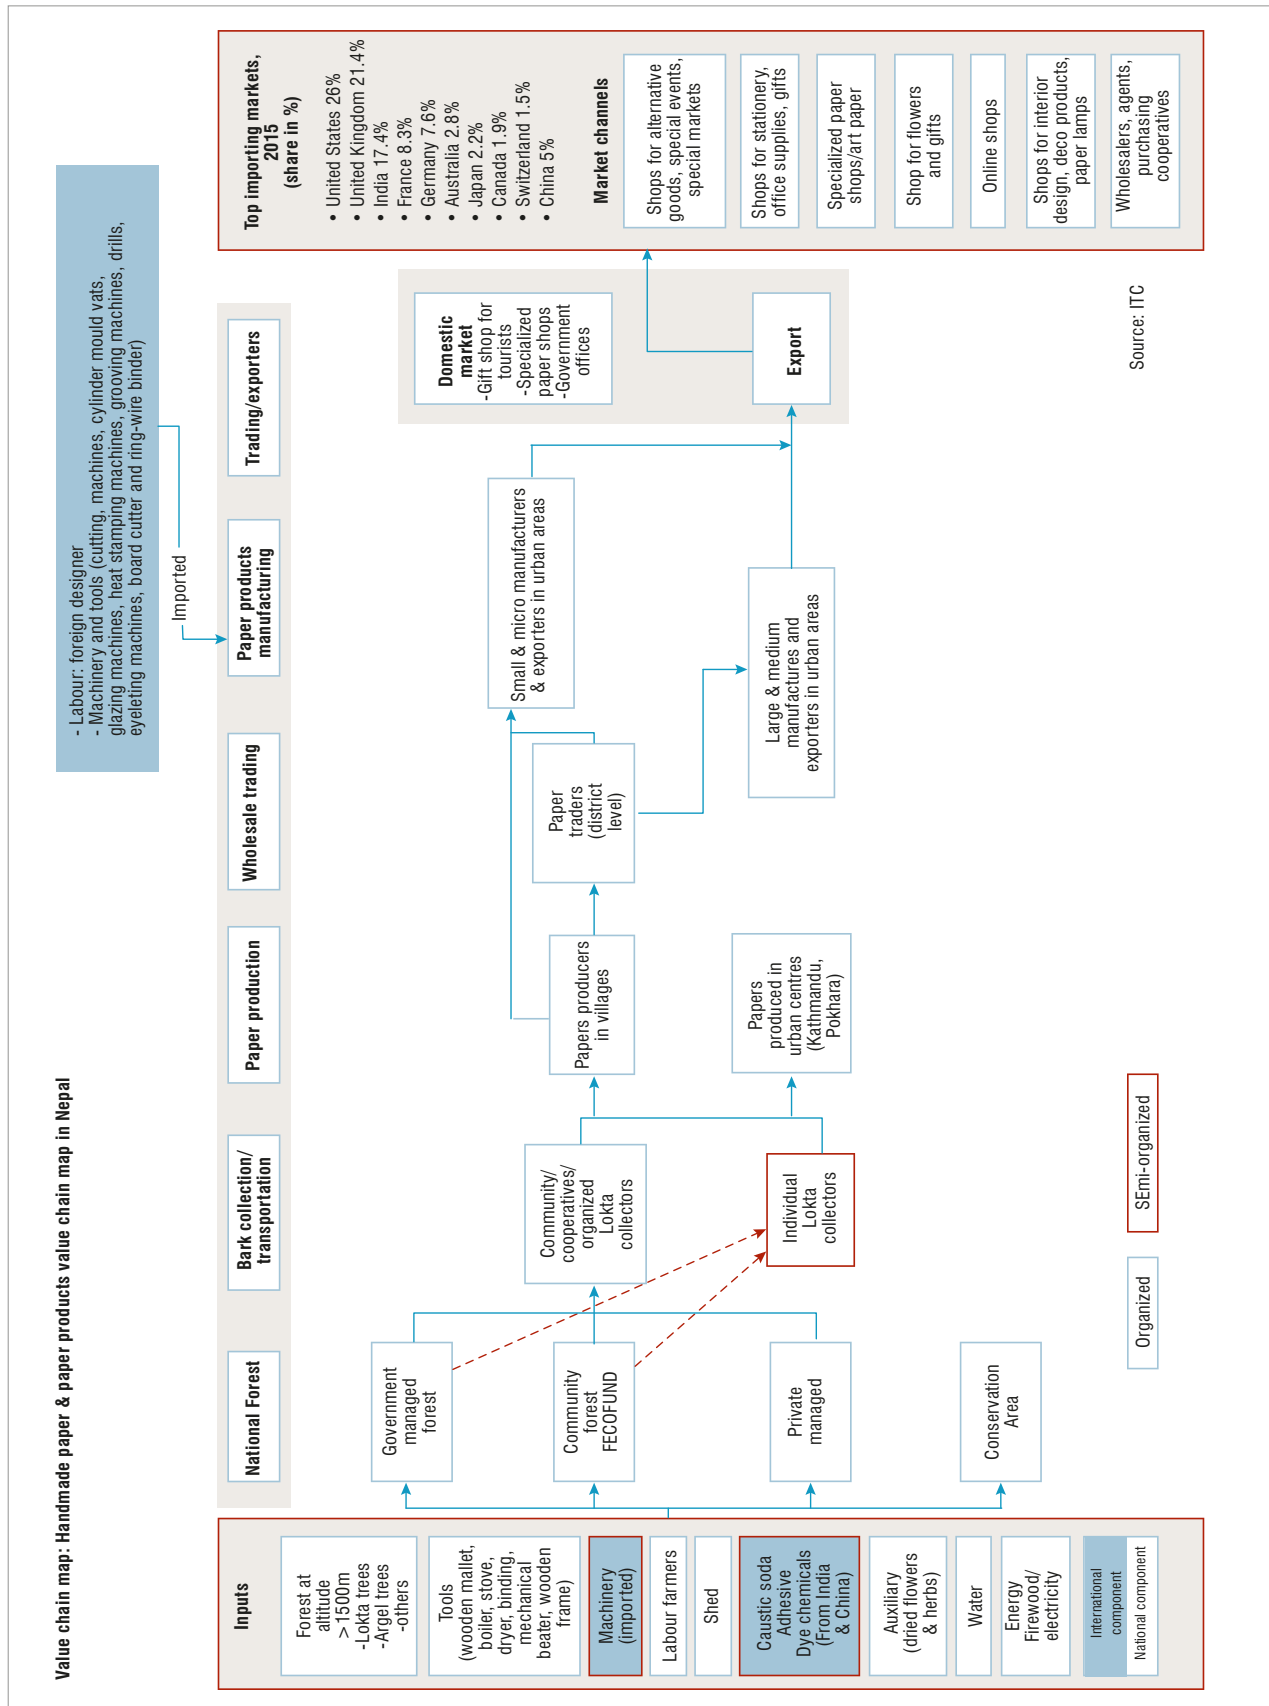 Value chain map: Handmade paper & paper products value chain map in Nepal
- Labour: foreign designer
- Machinery and tools (cutting, machines, cylinder mould vats,
glazing machines, heat stamping machines, grooving machines, drills,
eyeleting machines, board cutter and ring-wire binder)
Imported
National Forest
Bark collection/
transportation
Paper production
Wholesale trading
Paper products
manufacturing
Trading/exporters
Inputs
Forest at
altitude
> 1500m
-Lokta trees
-Argel trees
-others
Tools
(wooden mallet,
boiler, stove,
dryer, binding,
mechanical
beater, wooden
frame)
Machinery
(imported)
Labour farmers
Shed
Caustic soda
Adhesive
Dye chemicals
(From India
& China)
Auxiliary
(dried flowers
& herbs)
Water
Energy
Firewood/
electricity
International
component
National component
Government
managed
forest
Community
forest
FECOFUND
Private
managed
Conservation
Area
Community/
cooperatives/
organized
Lokta
collectors
Individual
Lokta
collectors
Papers producers
in villages
Papers
produced in
urban centres
(Kathmandu,
Pokhara)
Paper
traders
(district
level)
Small & micro manufacturers
& exporters in urban areas
Large & medium
manufactures and
exporters in urban areas
Domestic
market
-Gift shop for
tourists
-Specialized
paper shops
-Government
offices
Export
Top importing markets,
2015
(share in %)
• United States 26%
• United Kingdom 21.4%
• India 17.4%
• France 8.3%
• Germany 7.6%
• Australia 2.8%
• Japan 2.2%
• Canada 1.9%
• Switzerland 1.5%
• China 5%
Market channels
Shops for alternative
goods, special events,
special markets
Shops for stationery,
office supplies, gifts
Specialized paper
shops/art paper
Shop for flowers
and gifts
Online shops
Shops for interior
design, deco products,
paper lamps
Wholesalers, agents,
purchasing
cooperatives
Organized
SEmi-organized
Source: ITC